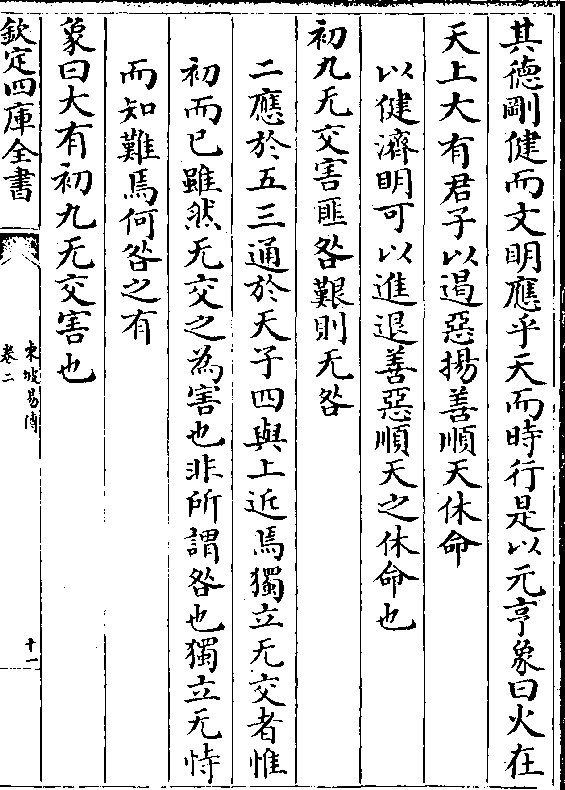 其德剛健而文明應乎天而時行是以元亨象曰火在
天上大有君子以遏惡揚善順天休命
以健濟明可以進退善惡順天之休命也
初九无交害匪咎艱則无咎
二應於五三通於天子四與上近焉獨立无交者惟
初而已雖然无交之為害也非所謂咎也獨立无恃
而知難焉何咎之有
象曰大有初九无交害也
欽定四庫全書
東坡易傳
卷二
十一